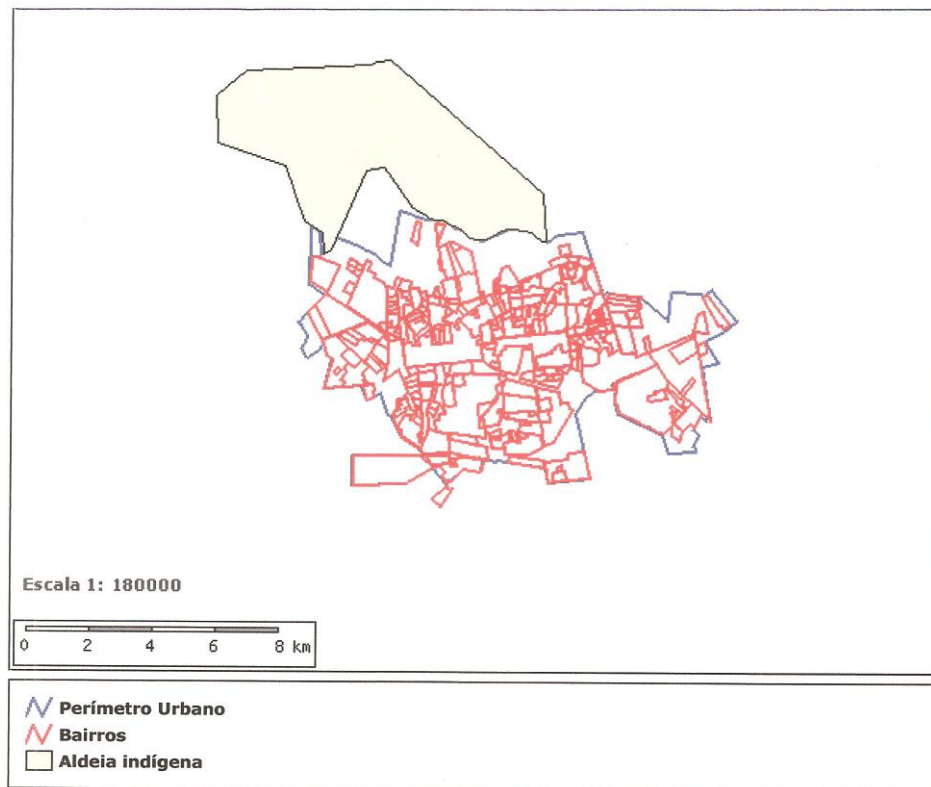 Escala 1: 180000
0 2 4 6 8 km
Perímetro Urbano
Bairros
Aldeia indígena